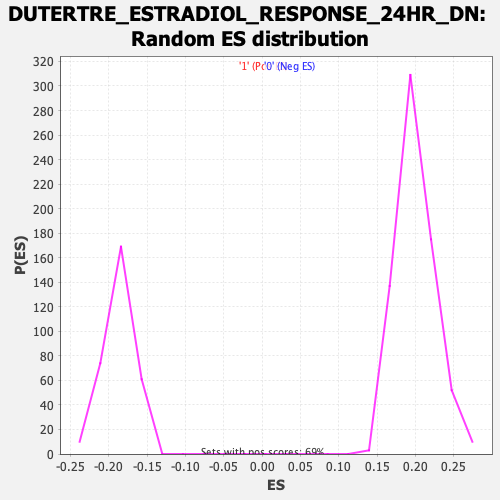 DUTERTRE_ESTRADIOL_RESPONSE_24HR_DN:
Random ES distribution
'1' (Po '0' (Neg ES)
320
300
280
260
240
220
200
180
160
140
120
100
80
60
40
20
0
P(ES)
Sets with pos scores: 69%
-0.25 -0.20 -0.15 -0.10 -0.05 0.00 0.05 0.10 0.15 0.20 0.25
ES